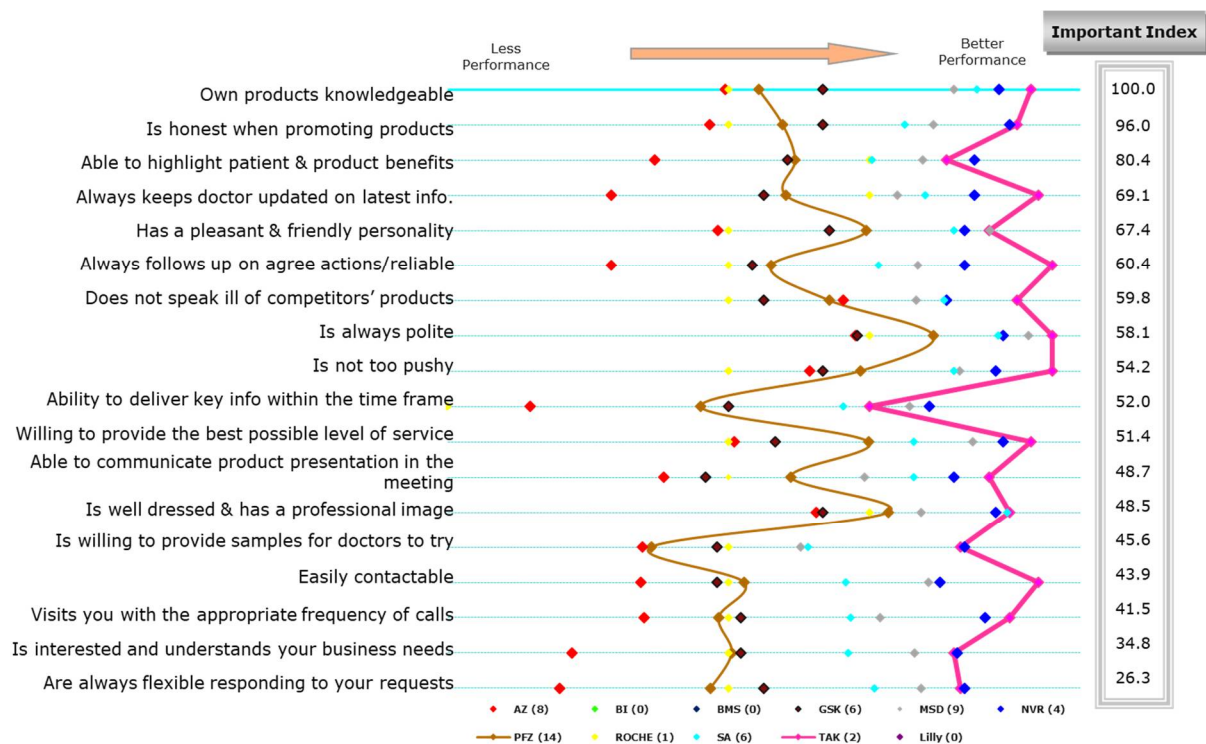 Less
Performance
Better
Performance
Important Index
Own products knowledgeable
100.0
Is honest when promoting products
96.0
Able to highlight patient & product benefits
80.4
Always keeps doctor updated on latest info.
69.1
Has a pleasant & friendly personality
67.4
Always follows up on agree actions/reliable
60.4
Does not speak ill of competitors’ products
59.8
Is always polite
58.1
Is not too pushy
54.2
Ability to deliver key info within the time frame
52.0
Willing to provide the best possible level of service
51.4
Able to communicate product presentation in the
meeting
48.7
Is well dressed & has a professional image
48.5
Is willing to provide samples for doctors to try
45.6
Easily contactable
43.9
Visits you with the appropriate frequency of calls
41.5
Is interested and understands your business needs
34.8
Are always flexible responding to your requests
26.3
AZ (8) BI (0) BMS (0) GSK (6) MSD (9) NVR (4)
PFZ (14) ROCHE (1) SA (6) TAK (2) Lilly (0)